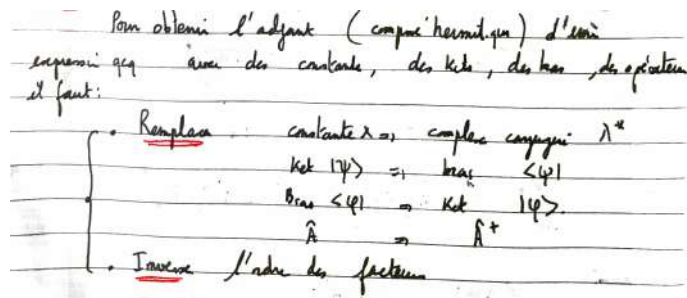 Pour obtenir l'adjoint (conjugué hermitique) d'une
expression qcq avec des constantes, des kets, des bras, des opérateurs
il faut :
• Remplacer constante λ => complexe conjugué λ*
Ket |ψ> => bras <ψ|
Bras <φ| => Ket |φ>.
Â => Â⁺
• Inverser l'ordre des facteurs